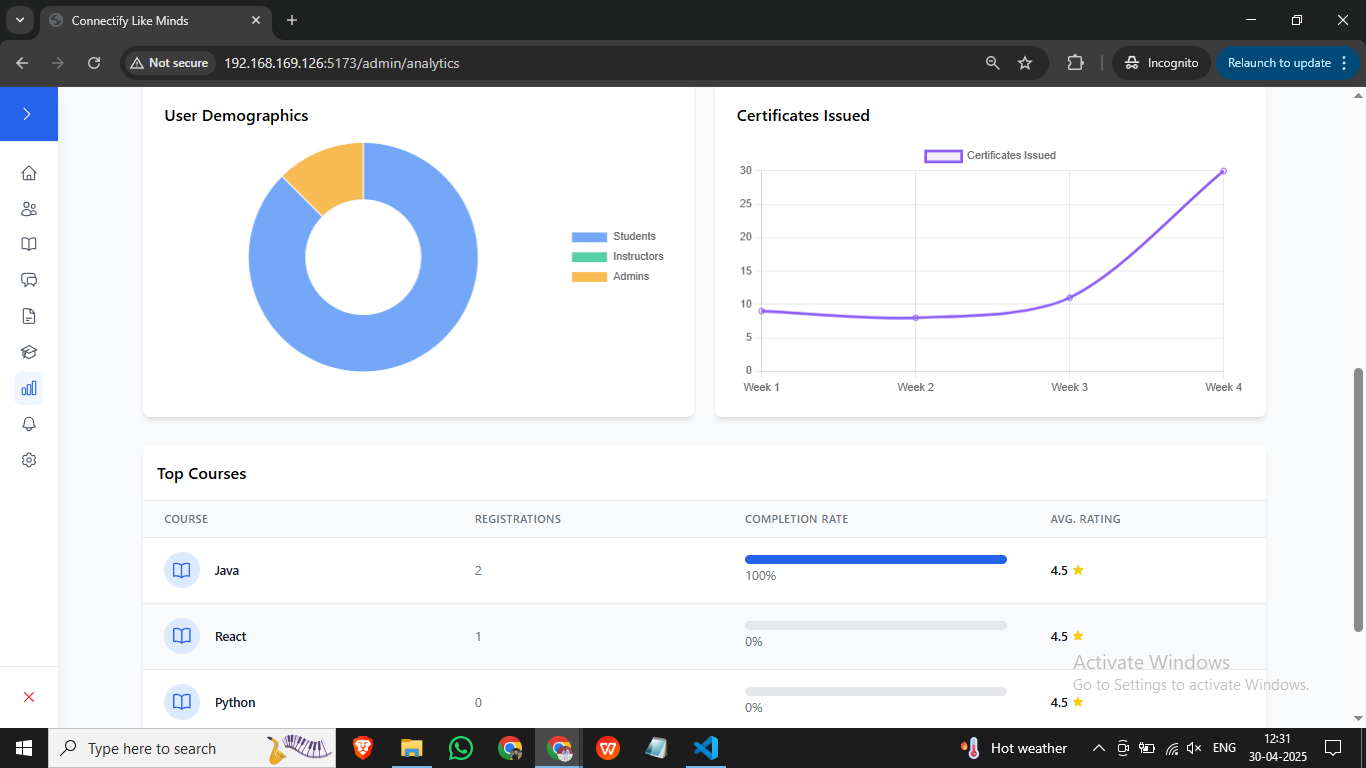 Connectify Like Minds
Not secure 192.168.169.126:5173/admin/analytics
Incognito
Relaunch to update
User Demographics
Students
Instructors
Admins
Certificates Issued
Certificates Issued
30
25
20
15
10
5
0
Week 1 Week 2 Week 3 Week 4
Top Courses
COURSE REGISTRATIONS COMPLETION RATE AVG. RATING
Java 2 100% 4.5
React 1 0% 4.5
Python 0 0% 4.5
Activate Windows
Go to Settings to activate Windows.
Type here to search
Hot weather
ENG
12:31
30-04-2025